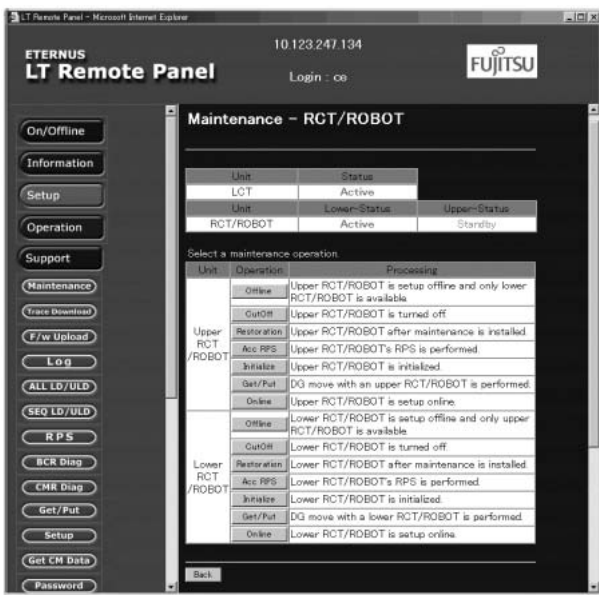 LT Remote Panel - Microsoft Internet Explorer
ETERNUS
LT Remote Panel
10.123.247.134
Login : ce
FUJITSU
On/Offline
Information
Setup
Operation
Support
Maintenance
Trace Download
F/w Upload
Log
ALL LD/ULD
SEQ LD/ULD
RPS
BCR Diag
CMR Diag
Get/Put
Setup
Get CM Data
Password
Maintenance - RCT/ROBOT
Unit Status
LCT Active
Unit Lower-Status Upper-Status
RCT/ROBOT Active Standby
Select a maintenance operation.
Unit Operation Processing
Upper RCT /ROBOT
Offline Upper RCT/ROBOT is setup offline and only lower
RCT/ROBOT is available.
CutOff Upper RCT/ROBOT is turned off.
Restoration Upper RCT/ROBOT after maintenance is installed.
Acc RPS Upper RCT/ROBOT's RPS is performed.
Initialize Upper RCT/ROBOT is initialized.
Get/Put DG move with an upper RCT/ROBOT is performed.
Online Upper RCT/ROBOT is setup online.
Lower RCT /ROBOT
Offline Lower RCT/ROBOT is setup offline and only upper
RCT/ROBOT is available.
CutOff Lower RCT/ROBOT is turned off.
Restoration Lower RCT/ROBOT after maintenance is installed.
Acc RPS Lower RCT/ROBOT's RPS is performed.
Initialize Lower RCT/ROBOT is initialized.
Get/Put DG move with a lower RCT/ROBOT is performed.
Online Lower RCT/ROBOT is setup online.
Back